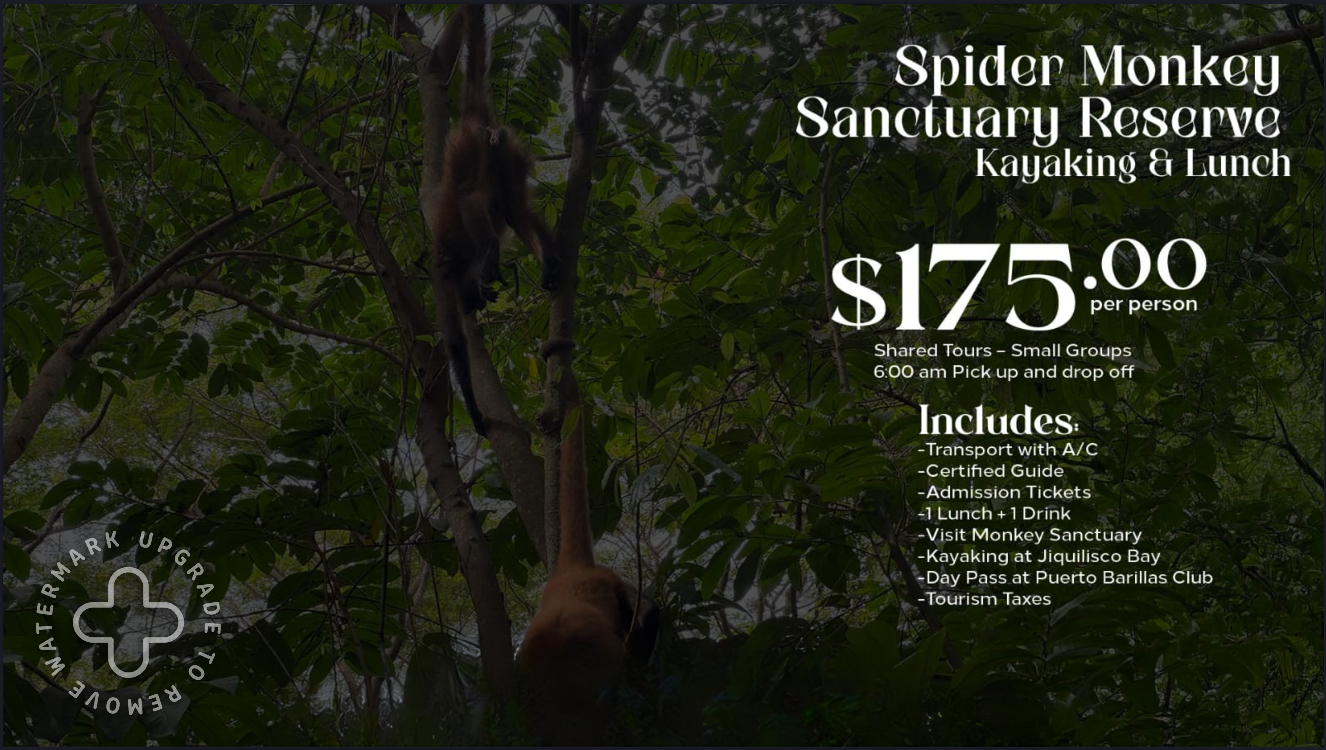 Spider Monkey
Sanctuary Reserve
Kayaking & Lunch
$175.00
per person
Shared Tours – Small Groups
6:00 am Pick up and drop off
Includes:
-Transport with A/C
-Certified Guide
-Admission Tickets
-1 Lunch + 1 Drink
-Visit Monkey Sanctuary
-Kayaking at Jiquilisco Bay
-Day Pass at Puerto Barillas Club
-Tourism Taxes
UPGRADE TO REMOVE WATERMARK